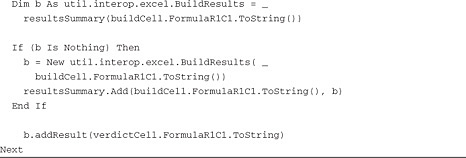 Dim b As util.interop.excel.BuildResults = _
resultsSummary(buildCell.FormulaR1C1.ToString())
If (b Is Nothing) Then
b = New util.interop.excel.BuildResults( _
buildCell.FormulaR1C1.ToString())
resultsSummary.Add(buildCell.FormulaR1C1.ToString(), b)
End If
b.addResult(verdictCell.FormulaR1C1.ToString)
Next